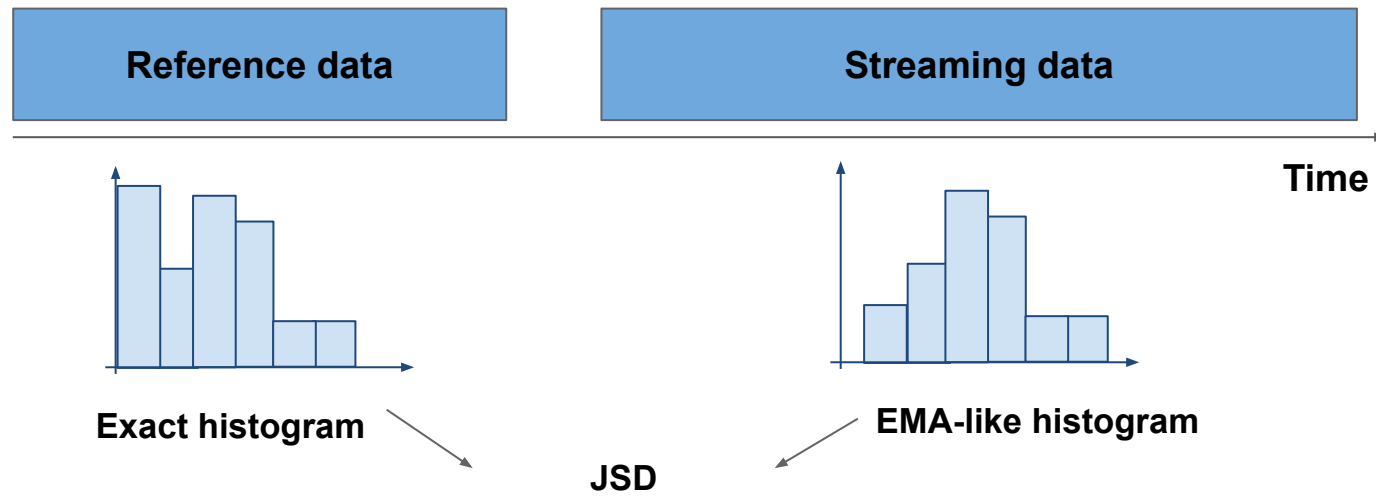 Reference data
Streaming data
Time
Exact histogram
EMA-like histogram
JSD